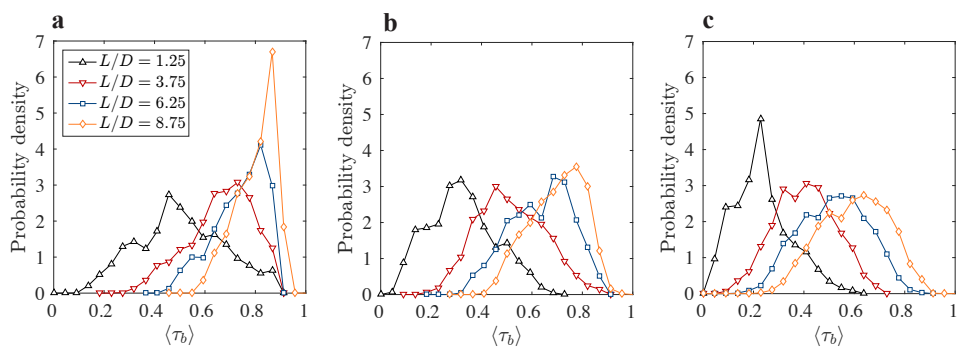 a
b
c
Probability density
7
6
5
4
3
2
1
0
L/D = 1.25
L/D = 3.75
L/D = 6.25
L/D = 8.75
0 0.2 0.4 0.6 0.8 1
⟨τb⟩
Probability density
7
6
5
4
3
2
1
0
0 0.2 0.4 0.6 0.8 1
⟨τb⟩
Probability density
7
6
5
4
3
2
1
0
0 0.2 0.4 0.6 0.8 1
⟨τb⟩